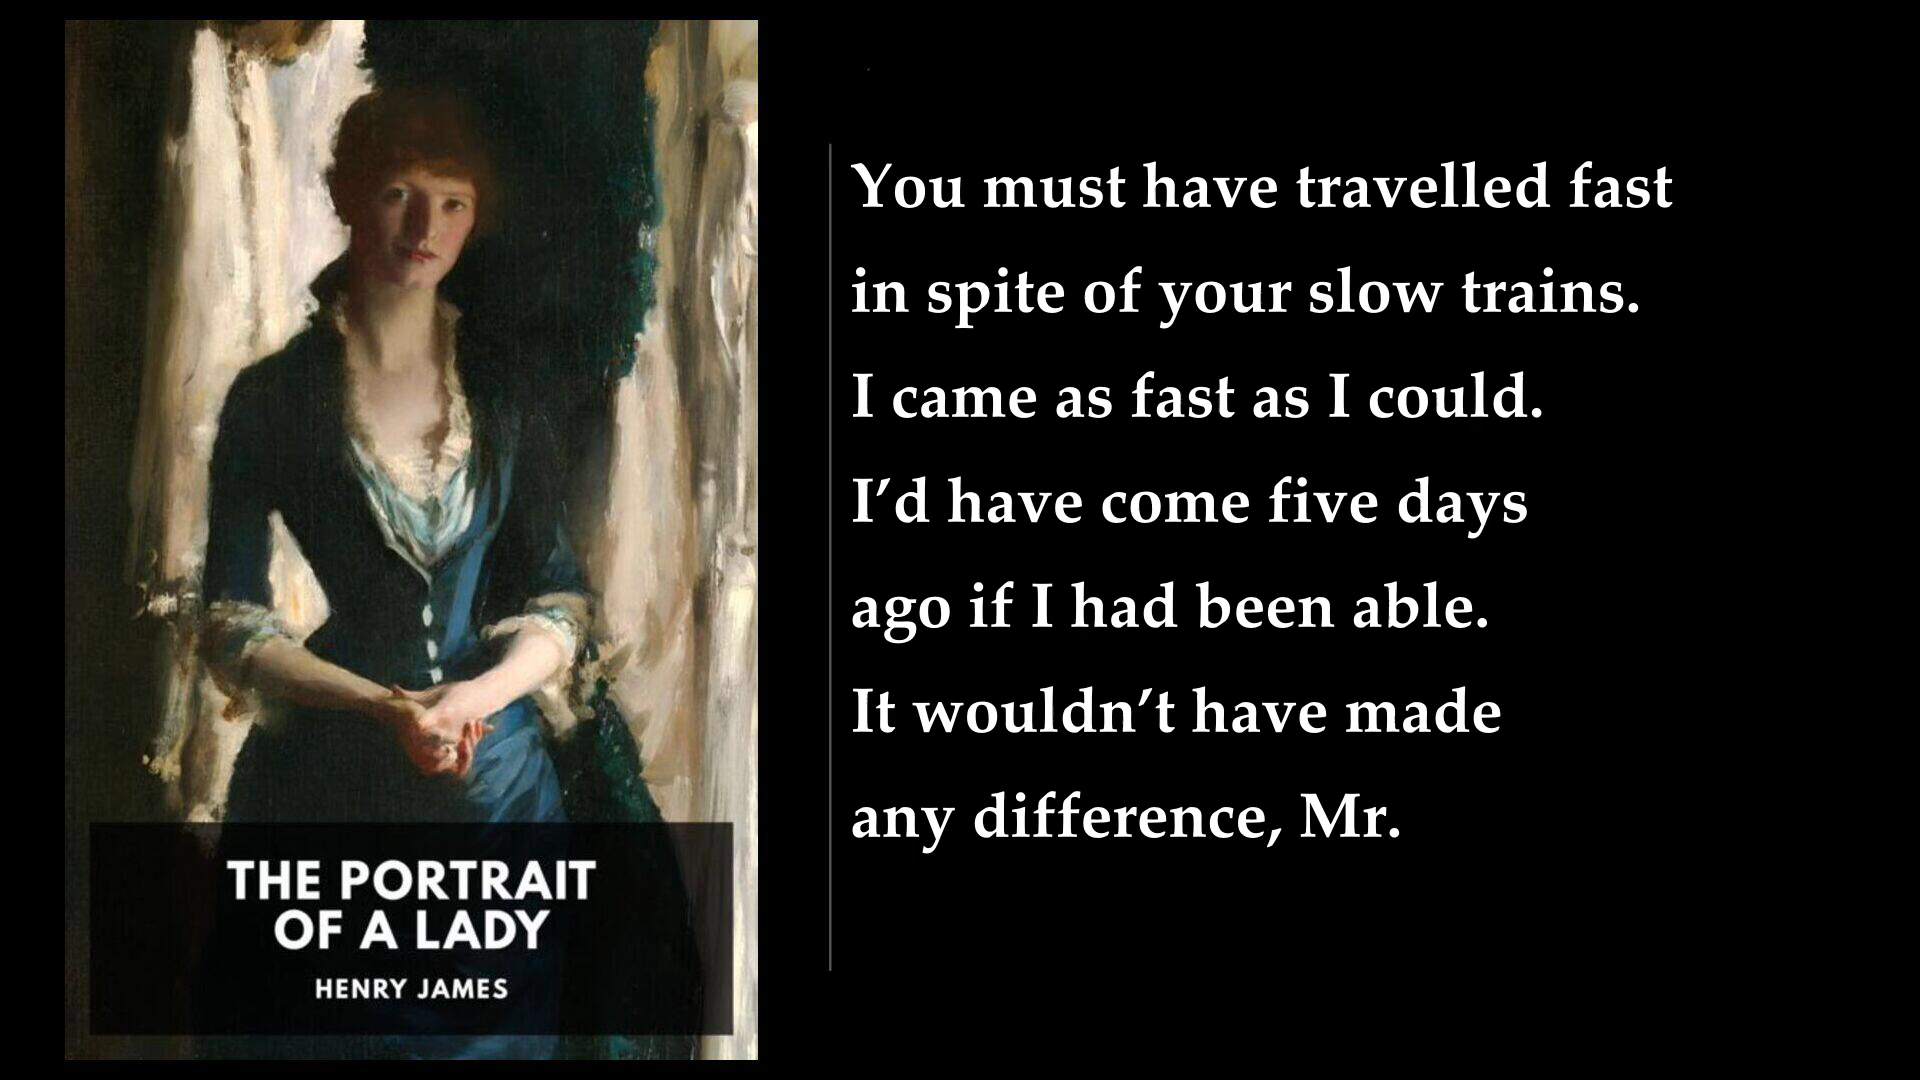 THE PORTRAIT
OF A LADY
HENRY JAMES
You must have travelled fast
in spite of your slow trains.
I came as fast as I could.
I’d have come five days
ago if I had been able.
It wouldn’t have made
any difference, Mr.